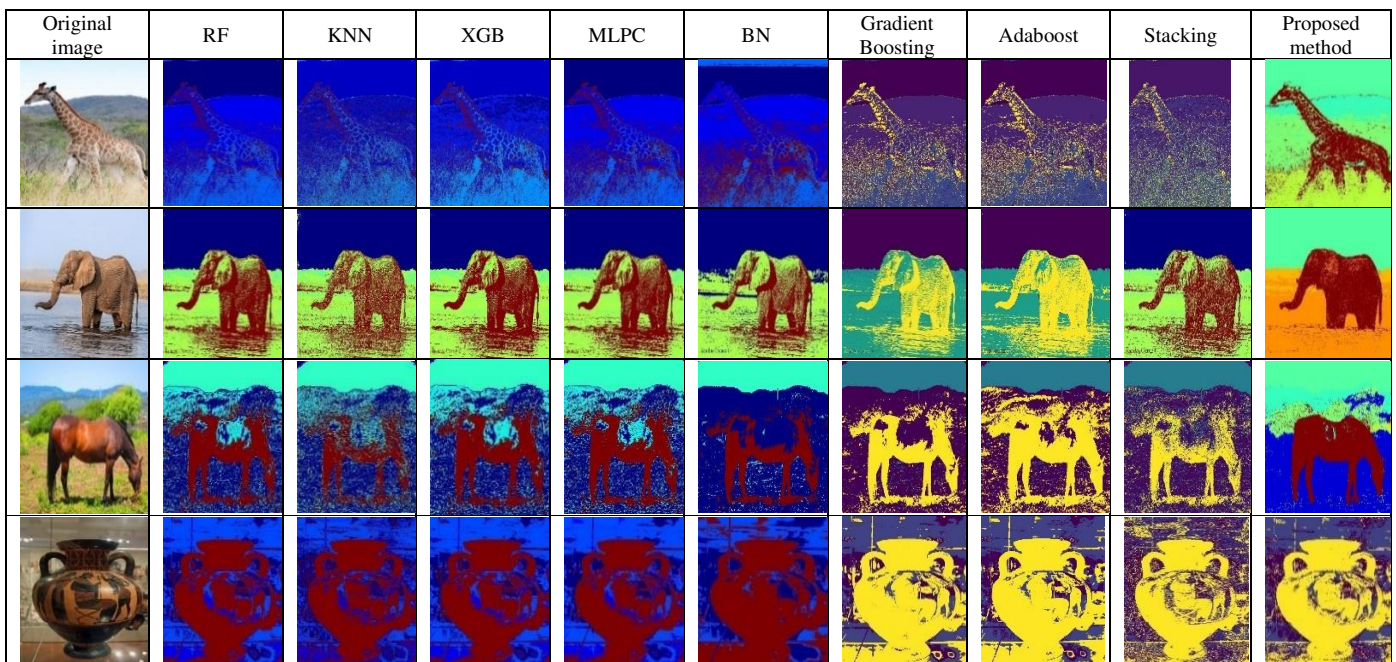 Original
image
RF
KNN
XGB
MLPC
BN
Gradient
Boosting
Adaboost
Stacking
Proposed
method